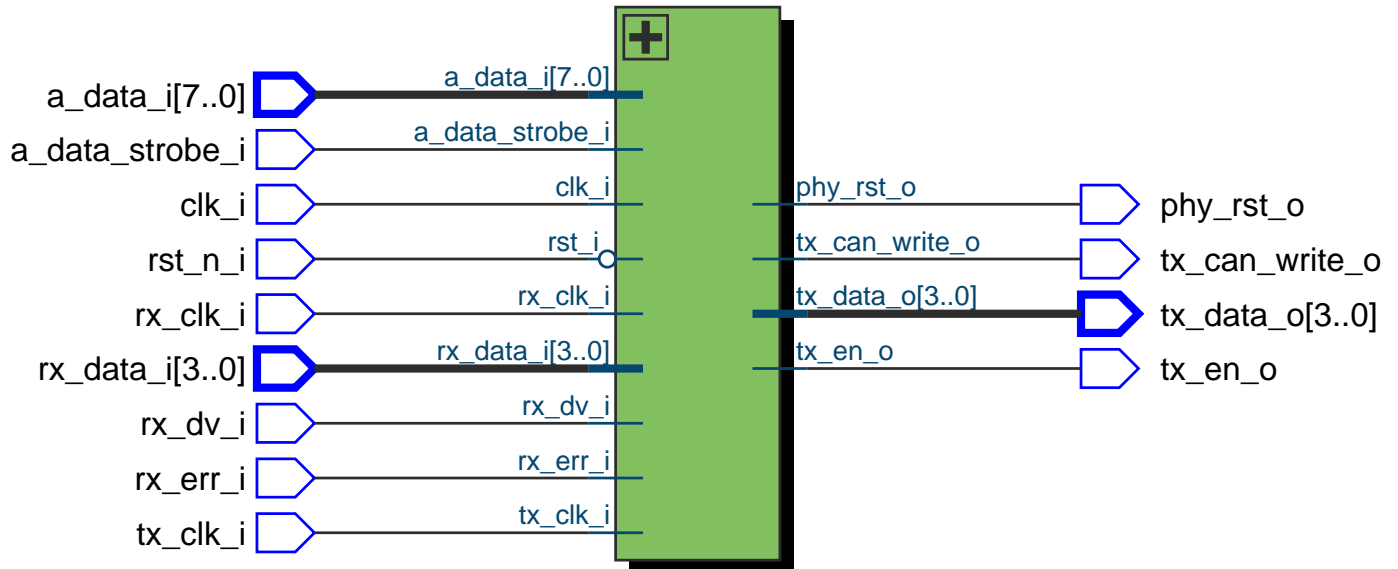 a_data_i[7..0] a_data_i[7..0]
a_data_strobe_i a_data_strobe_i
clk_i clk_i phy_rst_o phy_rst_o
rst_n_i rst_i tx_can_write_o tx_can_write_o
rx_clk_i rx_clk_i tx_data_o[3..0] tx_data_o[3..0]
rx_data_i[3..0] rx_data_i[3..0] tx_en_o tx_en_o
rx_dv_i rx_dv_i
rx_err_i rx_err_i
tx_clk_i tx_clk_i